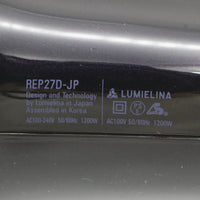 REP27D-JP
Design and Technology
by Lumielina in Japan
Assembled in Korea
AC100-240V 50/60Hz 1200W
LUMIELINA
AC100V 50/60Hz 1200W